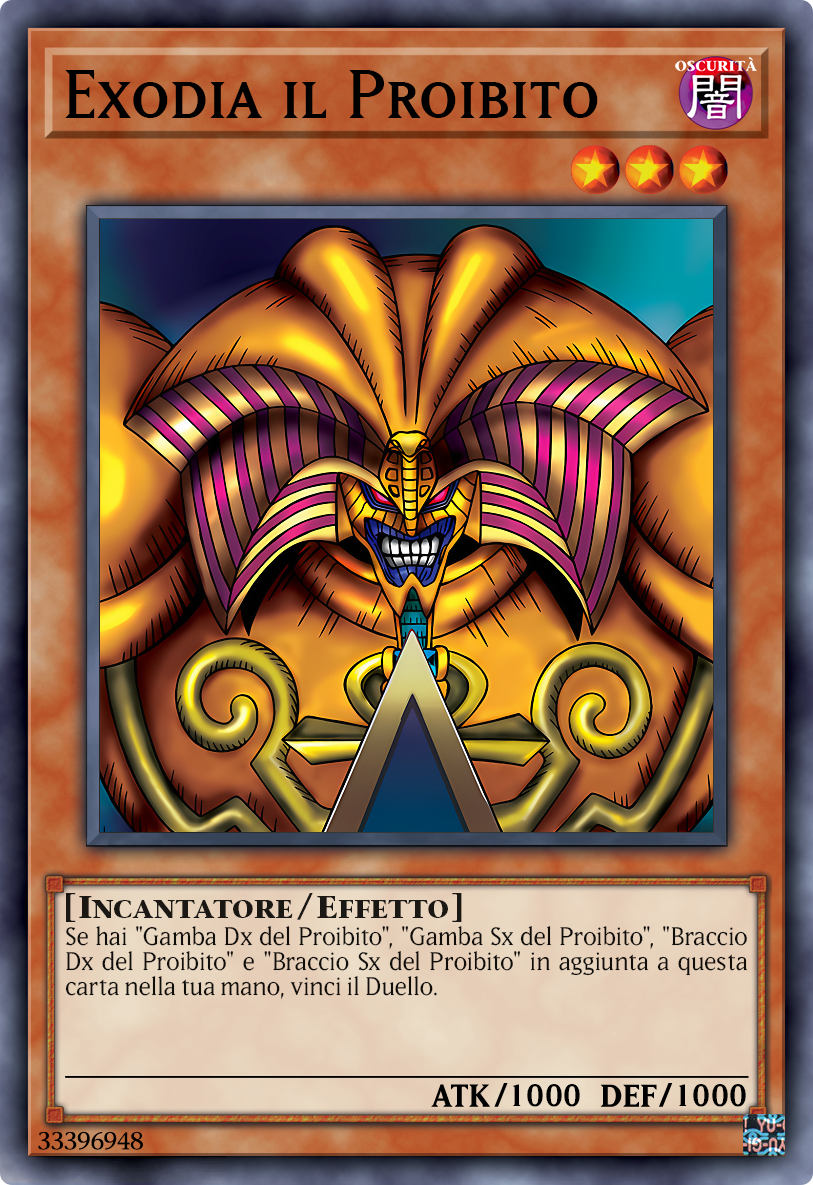 Exodia il Proibito
OSCURITÀ
闇
[Incantatore/Effetto]
Se hai "Gamba Dx del Proibito", "Gamba Sx del Proibito", "Braccio
Dx del Proibito" e "Braccio Sx del Proibito" in aggiunta a questa
carta nella tua mano, vinci il Duello.
ATK/1000 DEF/1000
33396948